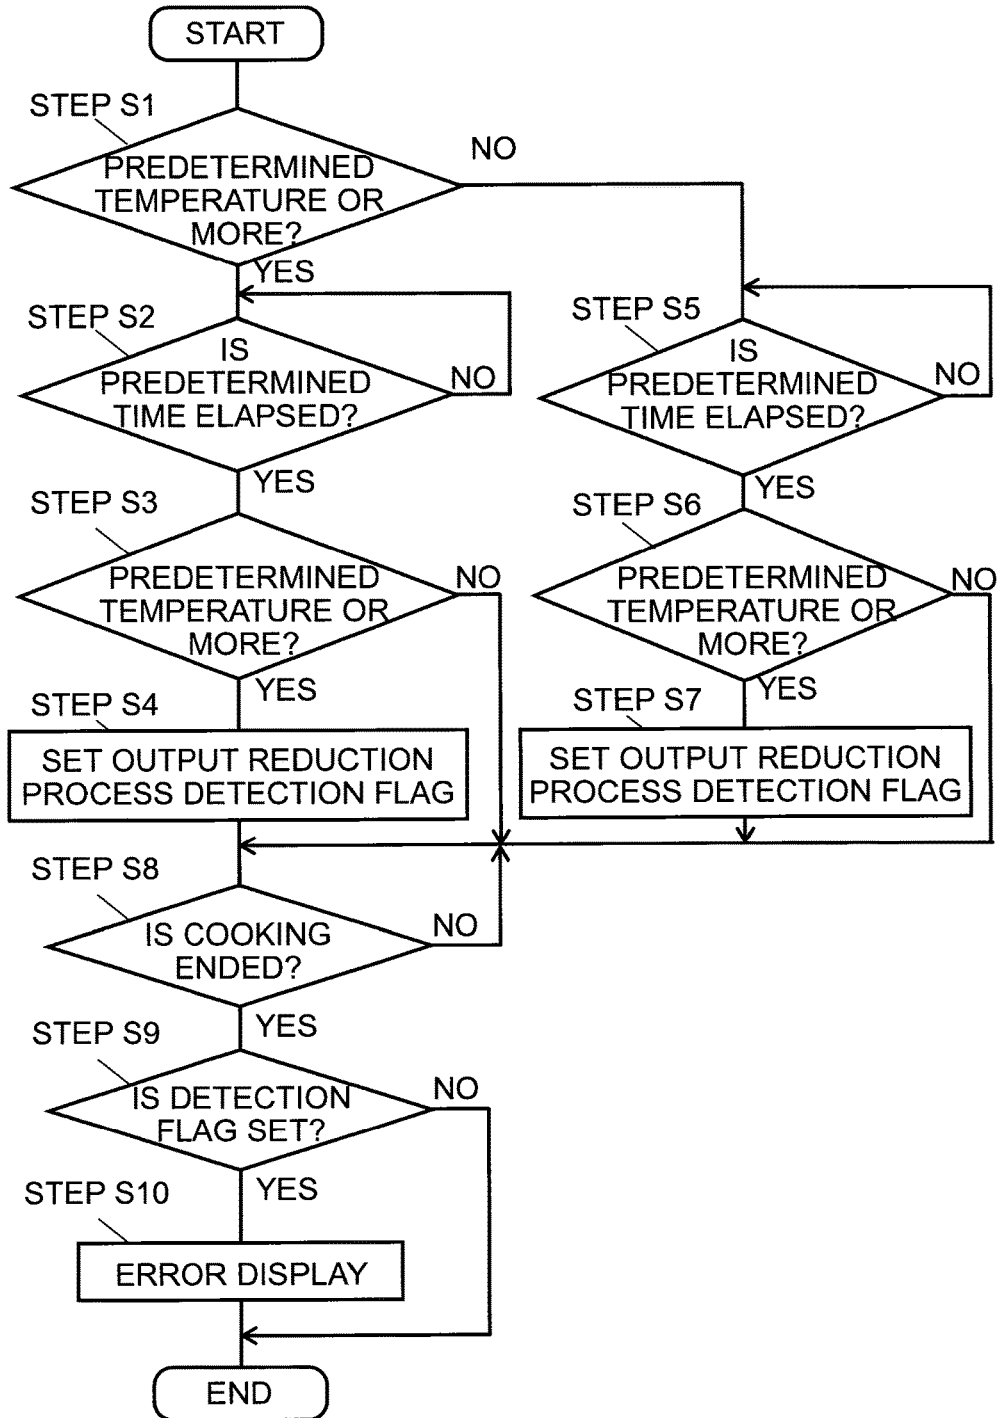 START
STEP S1
PREDETERMINED
TEMPERATURE OR
MORE?
NO
YES
STEP S2
IS
PREDETERMINED
TIME ELAPSED?
NO
YES
STEP S5
IS
PREDETERMINED
TIME ELAPSED?
NO
YES
STEP S3
PREDETERMINED
TEMPERATURE OR
MORE?
NO
YES
STEP S6
PREDETERMINED
TEMPERATURE OR
MORE?
NO
YES
STEP S4
SET OUTPUT REDUCTION
PROCESS DETECTION FLAG
STEP S7
SET OUTPUT REDUCTION
PROCESS DETECTION FLAG
STEP S8
IS COOKING
ENDED?
NO
YES
STEP S9
IS DETECTION
FLAG SET?
NO
YES
STEP S10
ERROR DISPLAY
END